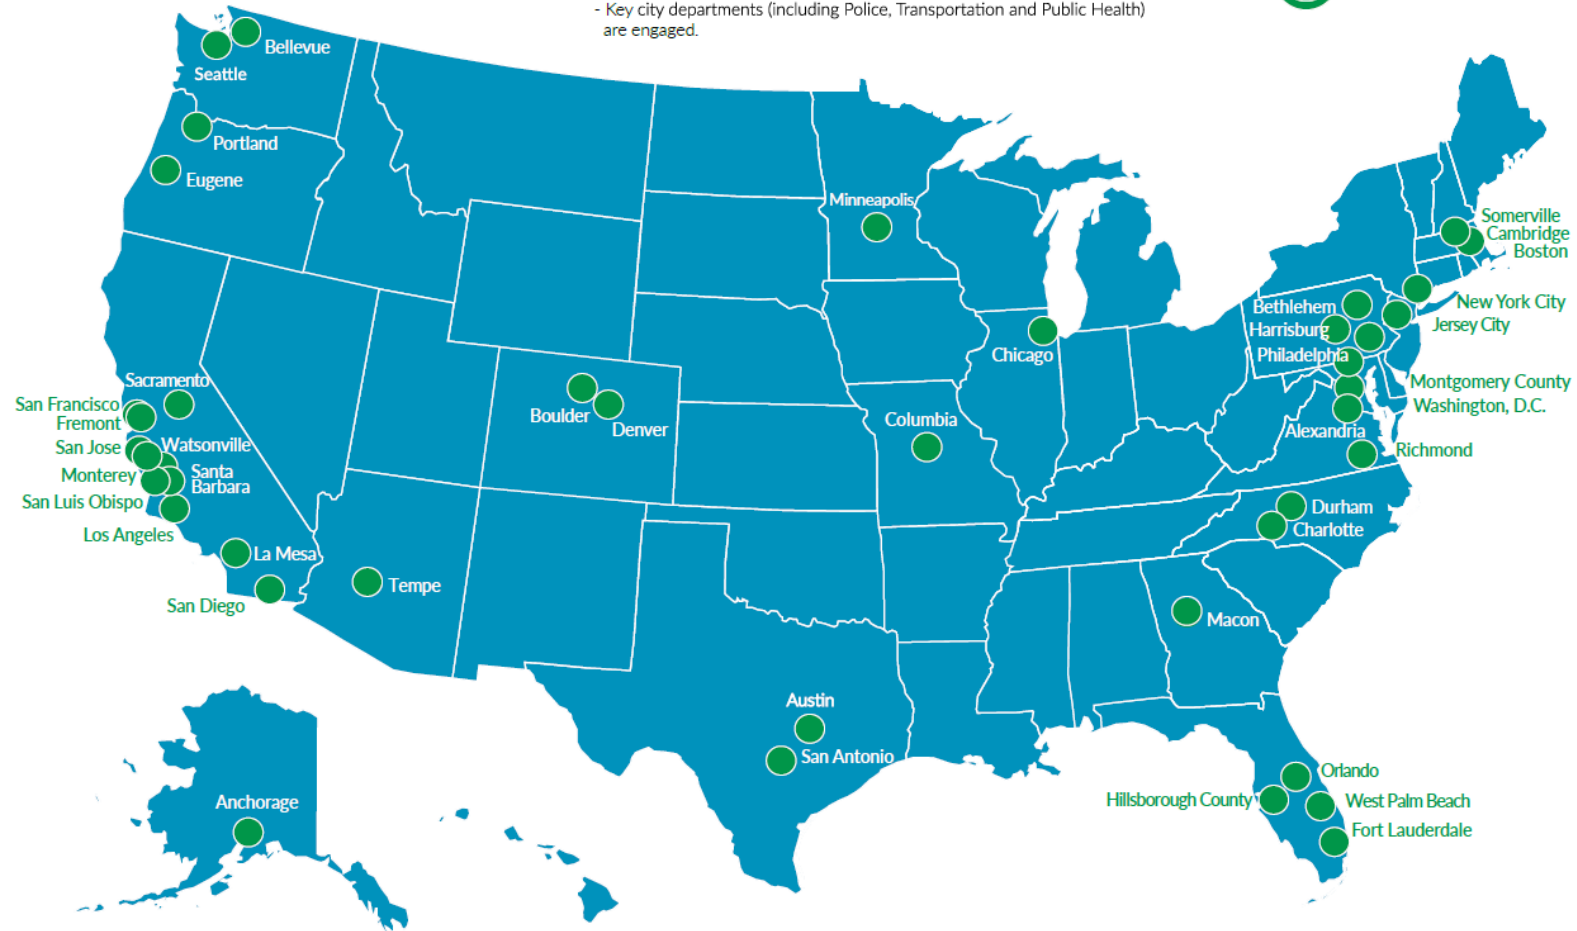 - Key city departments (including Police, Transportation and Public Health)
are engaged.
Bellevue
Seattle
Portland
Eugene
Minneapolis
Somerville
Cambridge
Boston
New York City
Bethlehem
Jersey City
Harrisburg
Philadelphia
Chicago
Sacramento
Montgomery County
San Francisco
Washington, D.C.
Fremont
Boulder
Denver
Columbia
Alexandria
San Jose
Watsonville
Richmond
Monterey
Santa
Barbara
San Luis Obispo
Durham
Los Angeles
Charlotte
La Mesa
Tempe
San Diego
Macon
Austin
San Antonio
Orlando
Hillsborough County
West Palm Beach
Anchorage
Fort Lauderdale